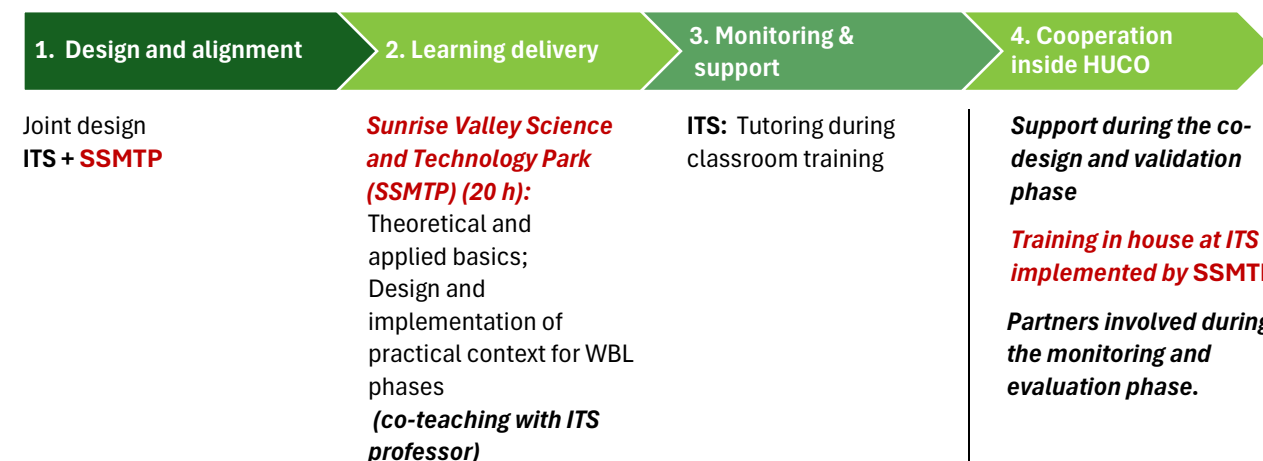 1. Design and alignment
2. Learning delivery
3. Monitoring &
support
4. Cooperation
inside HUCO
Joint design
ITS + SSMTP
Sunrise Valley Science
and Technology Park
(SSMTP) (20 h):
Theoretical and
applied basics;
Design and
implementation of
practical context for WBL
phases
(co-teaching with ITS
professor)
ITS: Tutoring during
classroom training
Support during the co-
design and validation
phase
Training in house at ITS
implemented by
Partners involved during
the monitoring and
evaluation phase.